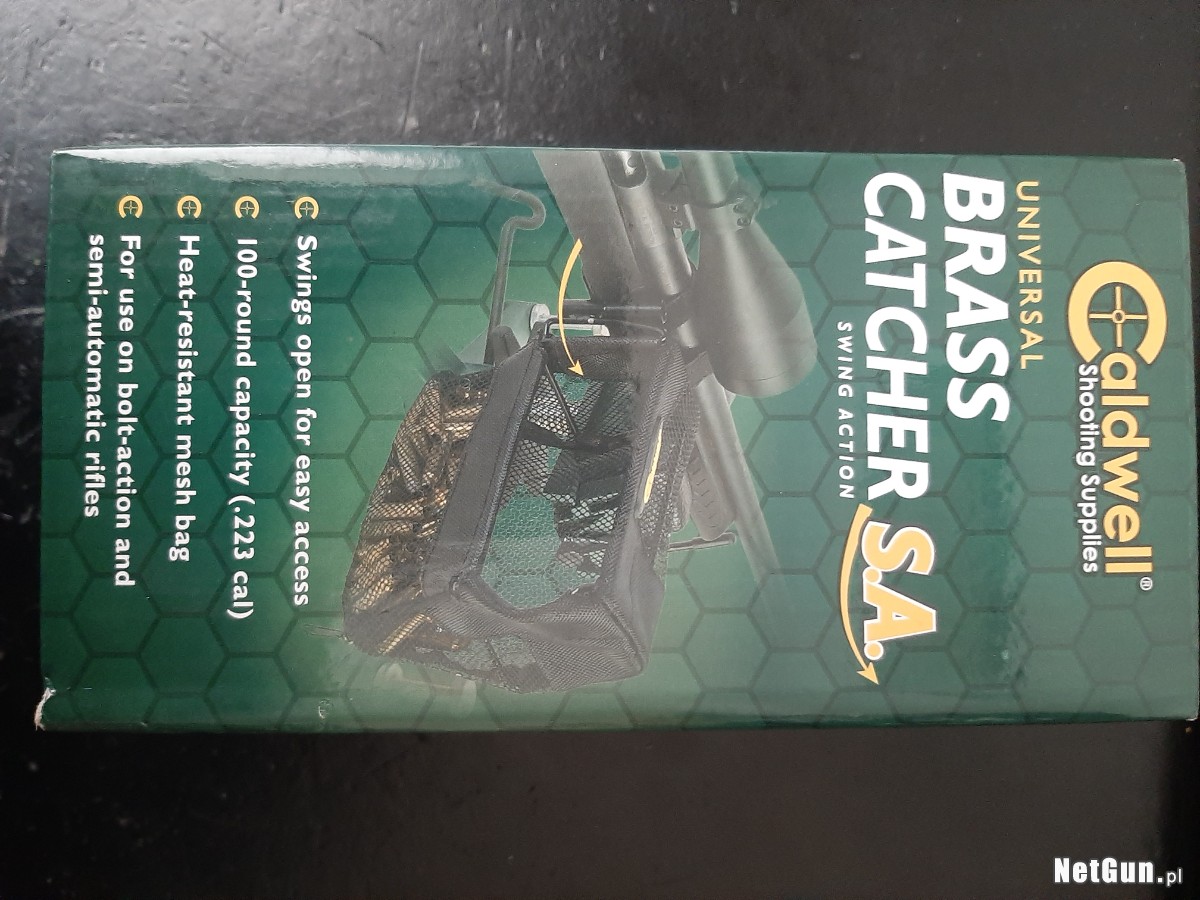 Caldwell®
Shooting Supplies
UNIVERSAL
BRASS
CATCHER S.A.
SWING ACTION
Swings open for easy access
100-round capacity (.223 cal)
Heat-resistant mesh bag
For use on bolt-action and
semi-automatic rifles
NetGun.pl